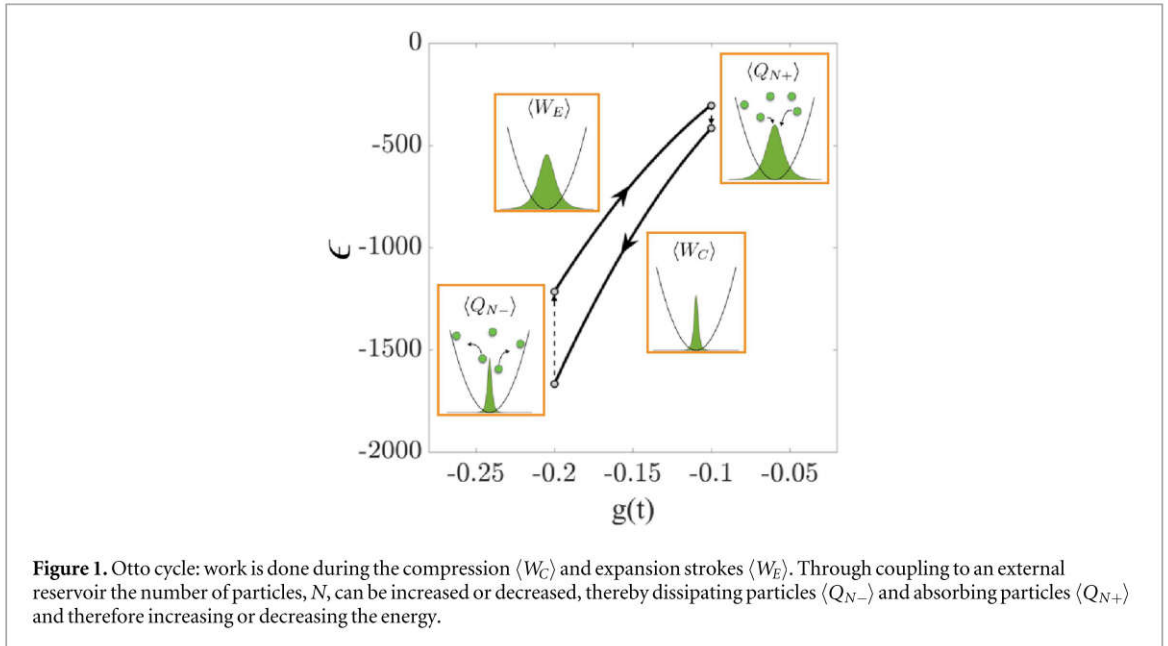 0
-500
-1000
-1500
-2000
ϵ
⟨W_E⟩
⟨Q_{N+}⟩
⟨W_C⟩
⟨Q_{N−}⟩
-0.25 -0.2 -0.15 -0.1 -0.05
g(t)
Figure 1. Otto cycle: work is done during the compression ⟨W_C⟩ and expansion strokes ⟨W_E⟩. Through coupling to an external
reservoir the number of particles, N, can be increased or decreased, thereby dissipating particles ⟨Q_{N−}⟩ and absorbing particles ⟨Q_{N+}⟩
and therefore increasing or decreasing the energy.